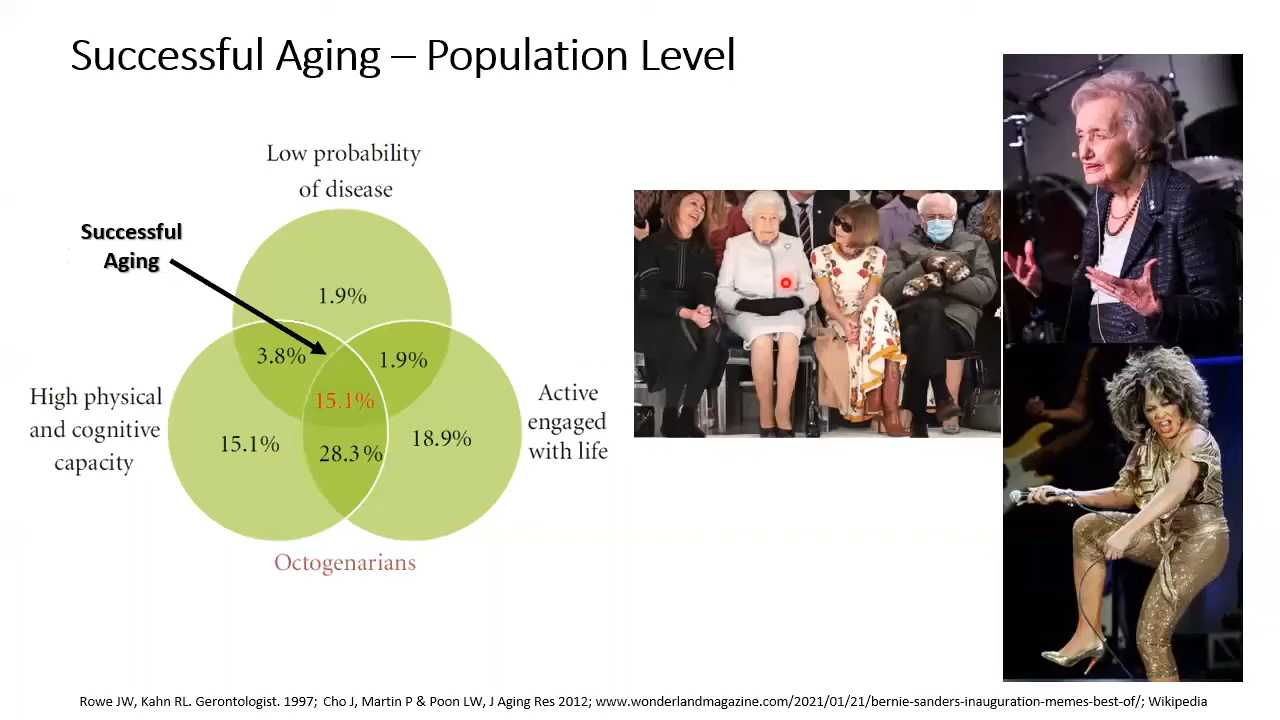 Successful Aging – Population Level
Low probability
of disease
Successful
Aging
1.9%
3.8%
1.9%
15.1%
High physical
and cognitive
capacity
Active
engaged
with life
15.1%
28.3%
18.9%
Octogenarians
Rowe JW, Kahn RL. Gerontologist. 1997; Cho J, Martin P & Poon LW, J Aging Res 2012; www.wonderlandmagazine.com/2021/01/21/bernie-sanders-inauguration-memes-best-of/; Wikipedia